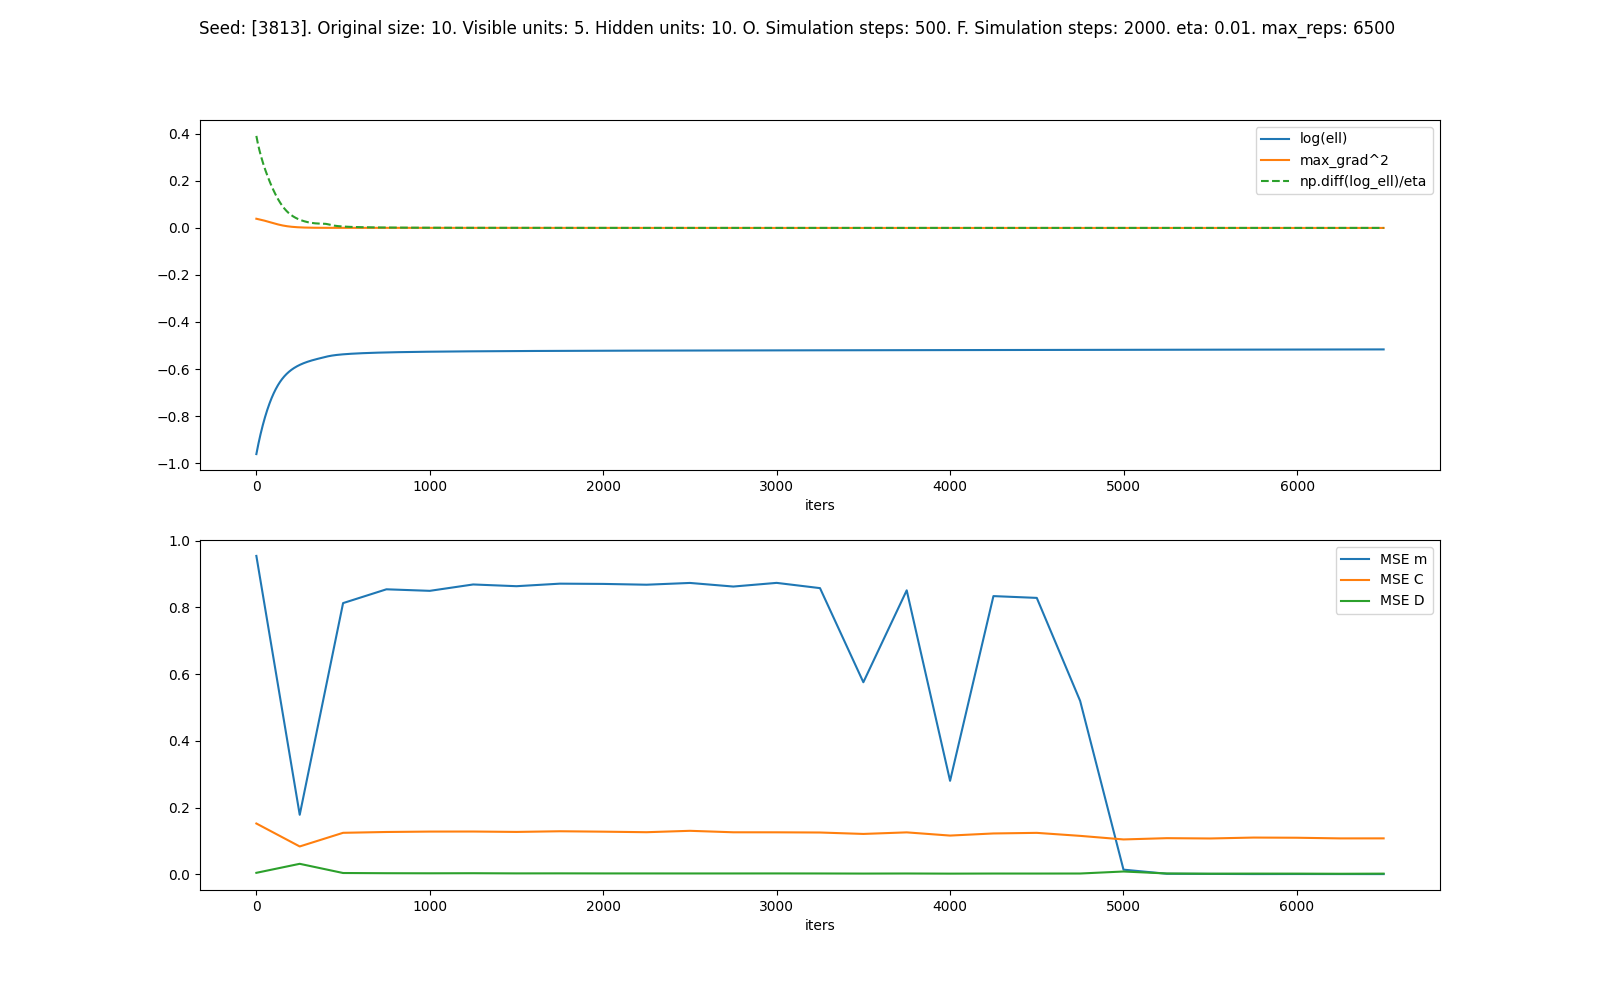 Seed: [3813]. Original size: 10. Visible units: 5. Hidden units: 10. O. Simulation steps: 500. F. Simulation steps: 2000. eta: 0.01. max_reps: 6500
0.4
0.2
0.0
−0.2
−0.4
−0.6
−0.8
−1.0
log(ell)
max_grad^2
np.diff(log_ell)/eta
0 1000 2000 3000 4000 5000 6000
iters
1.0
0.8
0.6
0.4
0.2
0.0
MSE m
MSE C
MSE D
0 1000 2000 3000 4000 5000 6000
iters